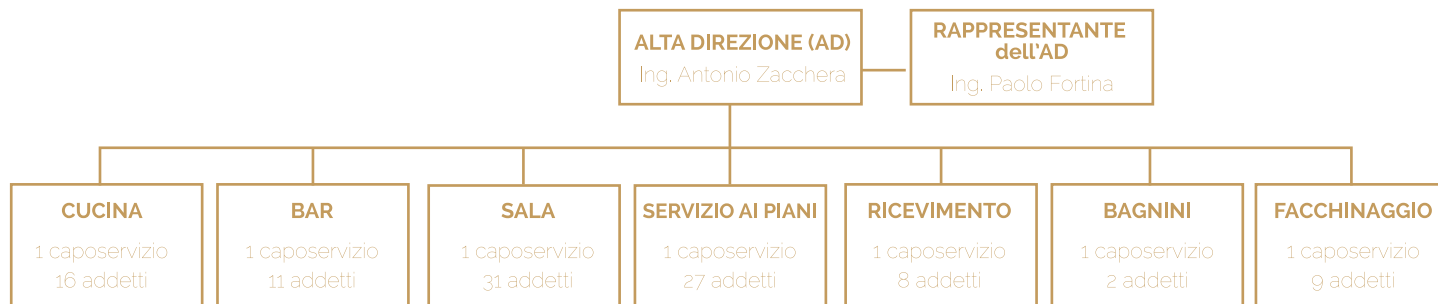 ALTA DIREZIONE (AD)
Ing. Antonio Zacchera
RAPPRESENTANTE
dell'AD
Ing. Paolo Fortina
CUCINA
1 caposervizio
16 addetti
BAR
1 caposervizio
11 addetti
SALA
1 caposervizio
31 addetti
SERVIZIO AI PIANI
1 caposervizio
27 addetti
RICEVIMENTO
1 caposervizio
8 addetti
BAGNINI
1 caposervizio
2 addetti
FACCHINAGGIO
1 caposervizio
9 addetti